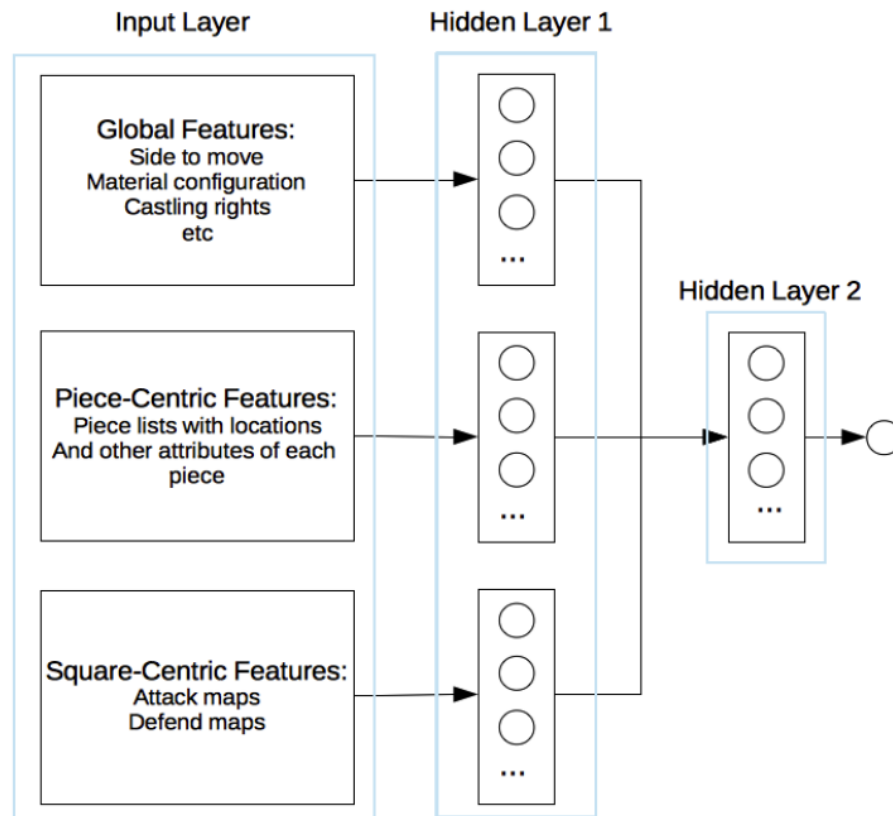 Input Layer
Hidden Layer 1
Global Features:
Side to move
Material configuration
Castling rights
etc
...
Hidden Layer 2
Piece-Centric Features:
Piece lists with locations
And other attributes of each
piece
...
...
Square-Centric Features:
Attack maps
Defend maps
...